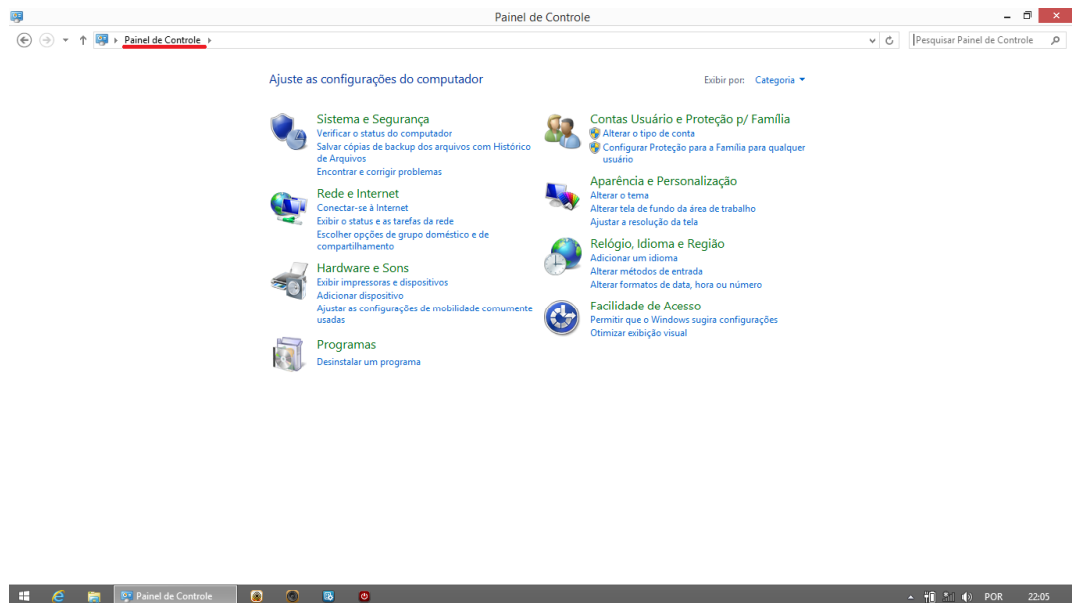 Painel de Controle
Painel de Controle
Pesquisar Painel de Controle
Ajuste as configurações do computador
Exibir por: Categoria
Sistema e Segurança
Verificar o status do computador
Salvar cópias de backup dos arquivos com Histórico
de Arquivos
Encontrar e corrigir problemas
Rede e Internet
Conectar-se à Internet
Exibir o status e as tarefas da rede
Escolher opções de grupo doméstico e de
compartilhamento
Hardware e Sons
Exibir impressoras e dispositivos
Adicionar dispositivo
Ajustar as configurações de mobilidade comumente
usadas
Programas
Desinstalar um programa
Contas Usuário e Proteção p/ Família
Alterar o tipo de conta
Configurar Proteção para a Família para qualquer
usuário
Aparência e Personalização
Alterar o tema
Alterar tela de fundo da área de trabalho
Ajustar a resolução da tela
Relógio, Idioma e Região
Adicionar um idioma
Alterar métodos de entrada
Alterar formatos de data, hora ou número
Facilidade de Acesso
Permitir que o Windows sugira configurações
Otimizar exibição visual
Painel de Controle
POR
22:05